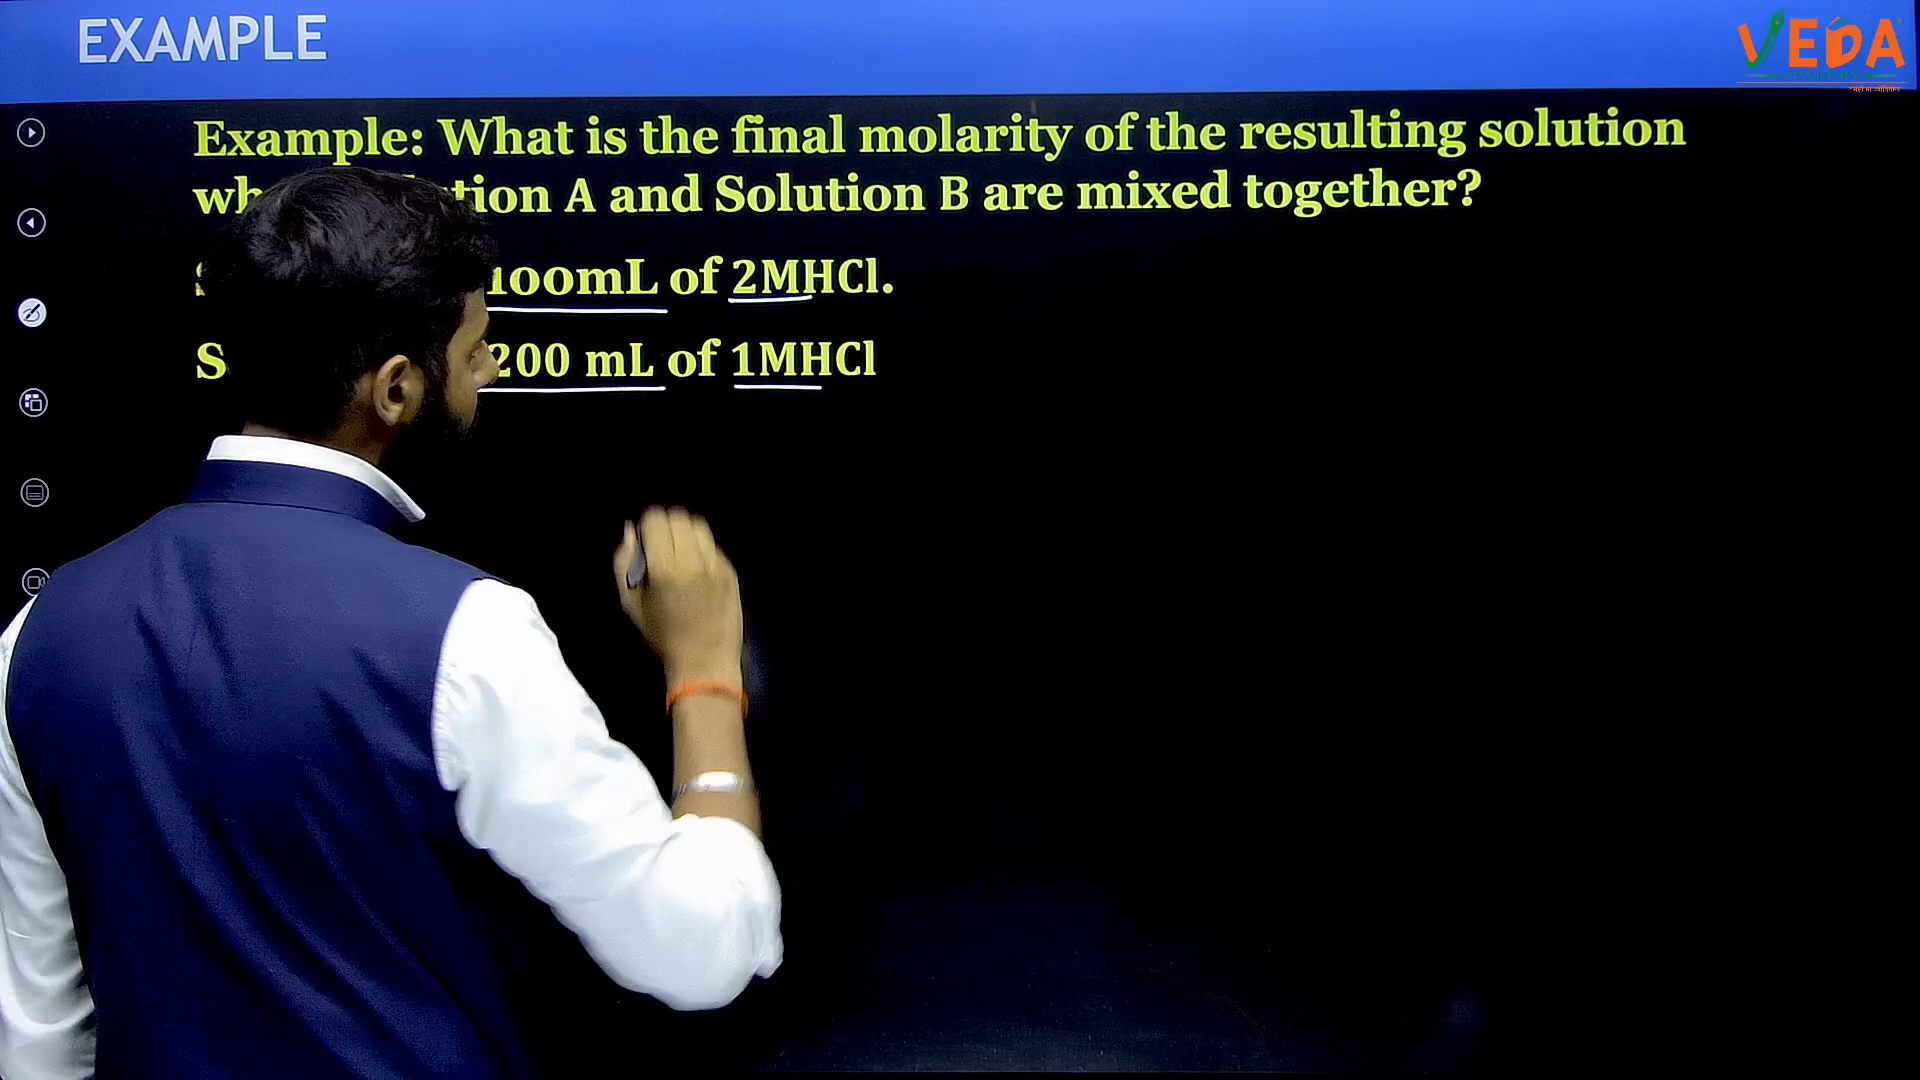 EXAMPLE
VEDA
Example: What is the final molarity of the resulting solution
A and Solution B are mixed together?
100mL of 2MHCl.
200 mL of 1MHCl